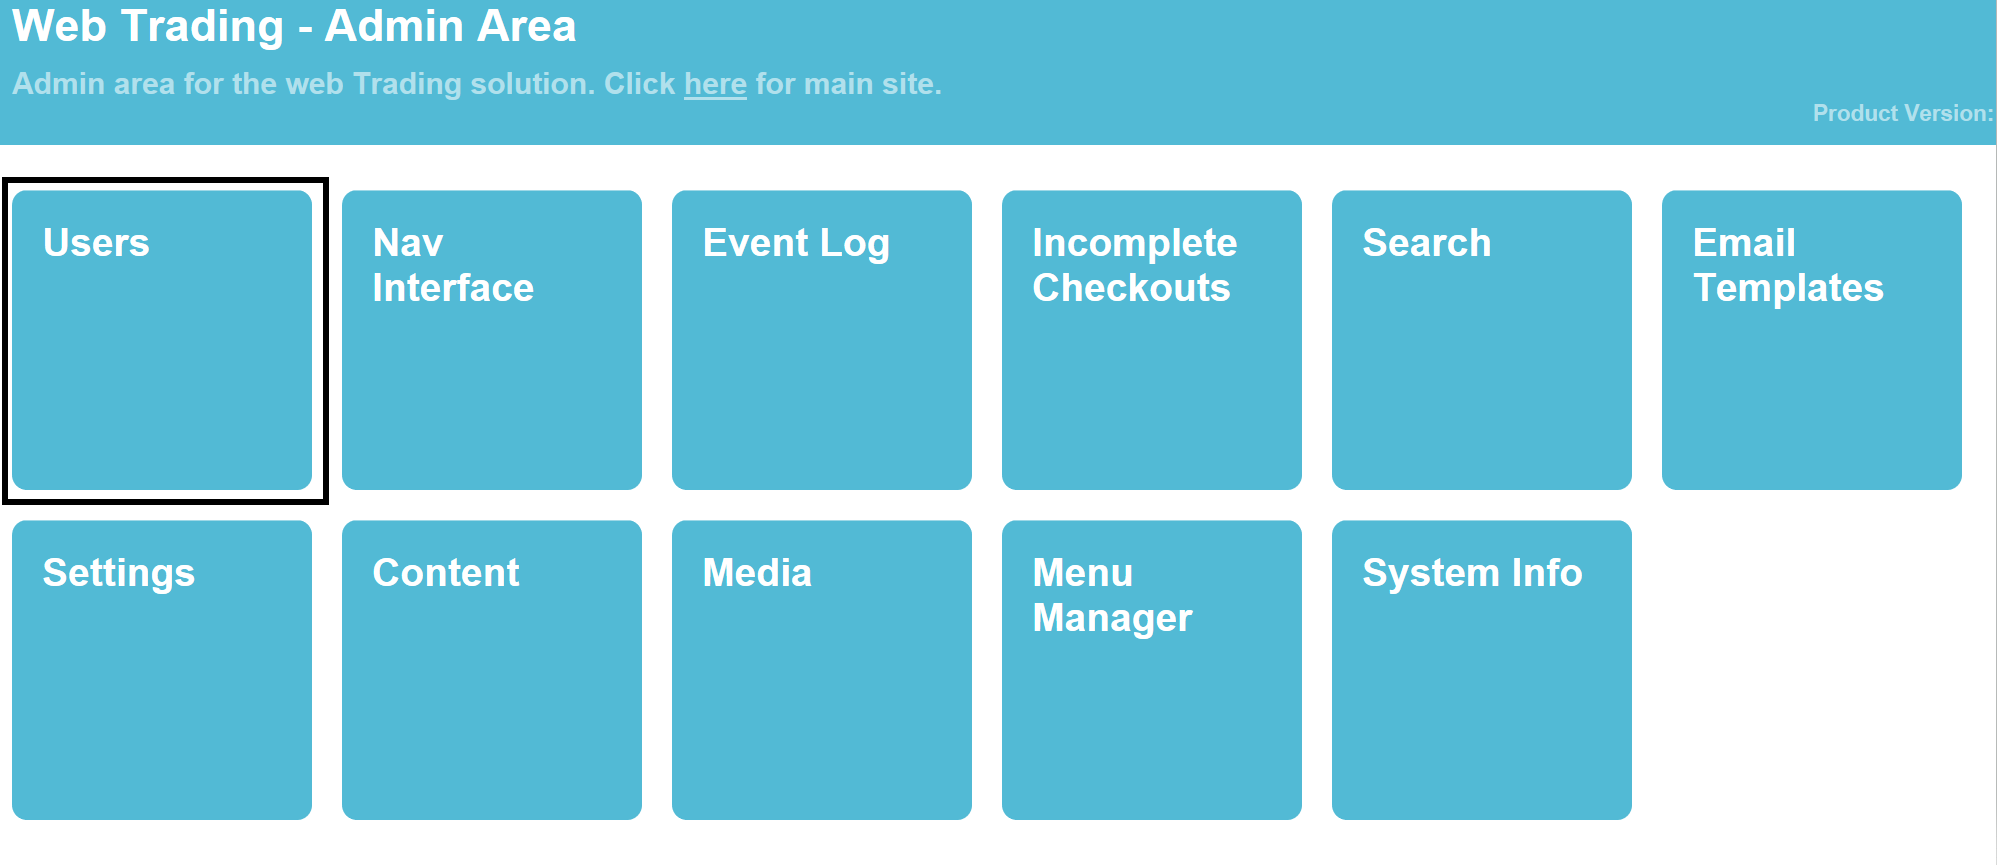 Web Trading - Admin Area
Admin area for the web Trading solution. Click here for main site.
Product Version:
Users
Nav
Interface
Event Log
Incomplete
Checkouts
Search
Email
Templates
Settings
Content
Media
Menu
Manager
System Info